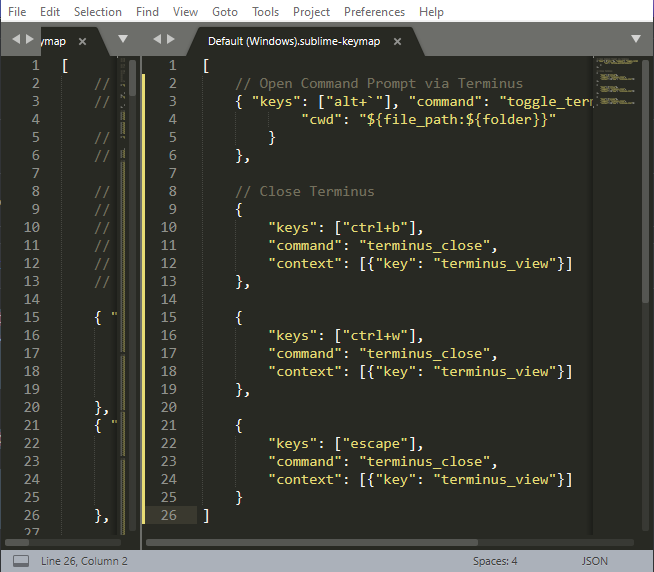 File Edit Selection Find View Goto Tools Project Preferences Help
ymap × Default (Windows).sublime-keymap ×
1 [
2 //
3 //
4
5 //
6 //
7
8 //
9 //
10 //
11 //
12 //
13 //
14
15 { "
16
17
18
19
20 },
21 { "
22
23
24
25
26 },
27
1 [
2 // Open Command Prompt via Terminus
3 { "keys": ["alt+`"], "command": "toggle_ter
4 "cwd": "${file_path:${folder}}"
5 }
6 },
7
8 // Close Terminus
9 {
10 "keys": ["ctrl+b"],
11 "command": "terminus_close",
12 "context": [{"key": "terminus_view"}]
13 },
14
15 {
16 "keys": ["ctrl+w"],
17 "command": "terminus_close",
18 "context": [{"key": "terminus_view"}]
19 },
20
21 {
22 "keys": ["escape"],
23 "command": "terminus_close",
24 "context": [{"key": "terminus_view"}]
25 }
26 ]
Line 26, Column 2 Spaces: 4 JSON